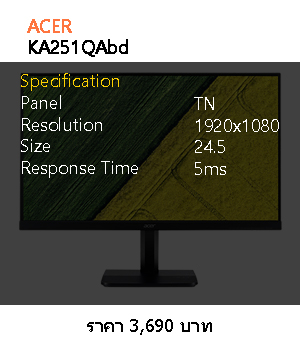 ACER
KA251QAbd
Specification
Panel TN
Resolution 1920x1080
Size 24.5
Response Time 5ms
ราคา 3,690 บาท